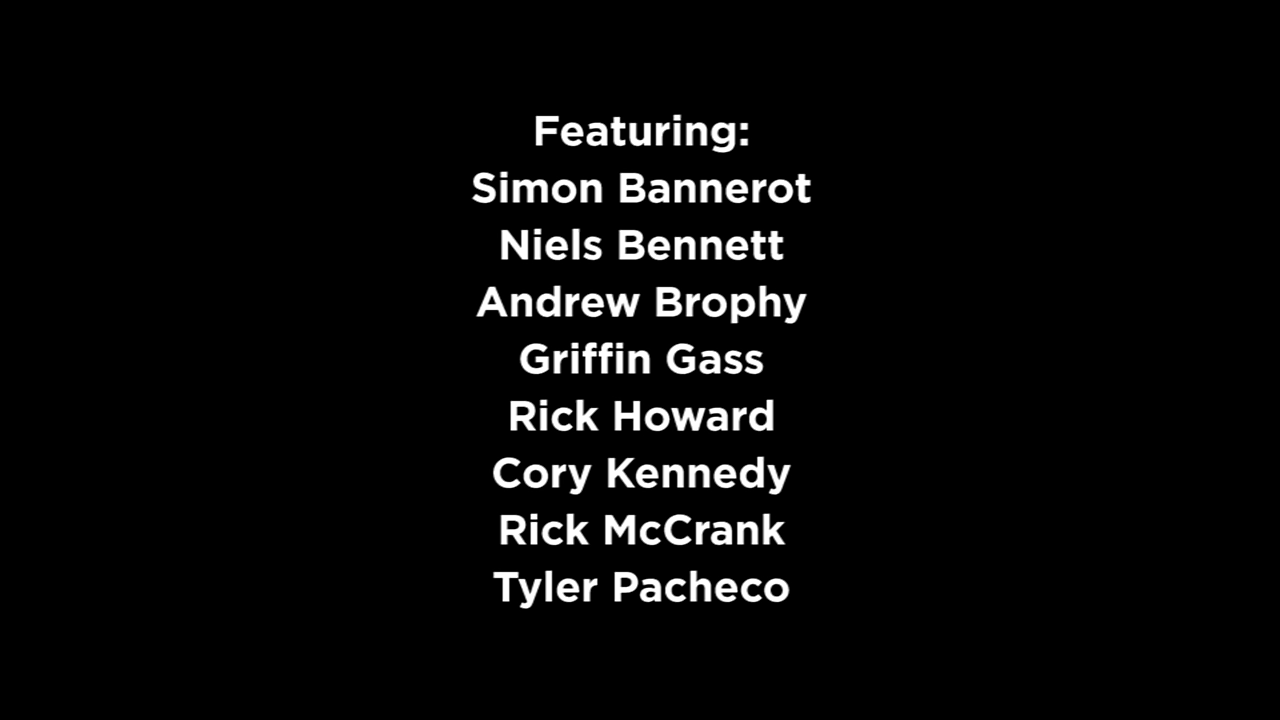 Featuring:
Simon Bannerot
Niels Bennett
Andrew Brophy
Griffin Gass
Rick Howard
Cory Kennedy
Rick McCrank
Tyler Pacheco